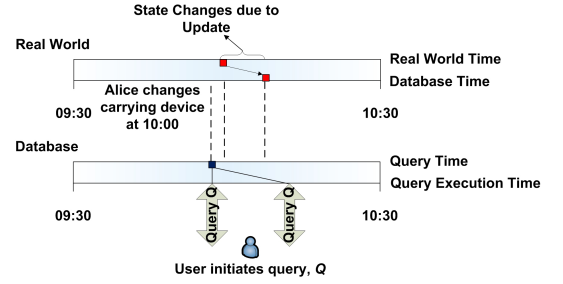 State Changes due to
Update
Real World
Real World Time
Database Time
Alice changes
carrying device
at 10:00
09:30
10:30
Database
Query Time
Query Execution Time
Query Q
Query Q
09:30
10:30
User initiates query, Q